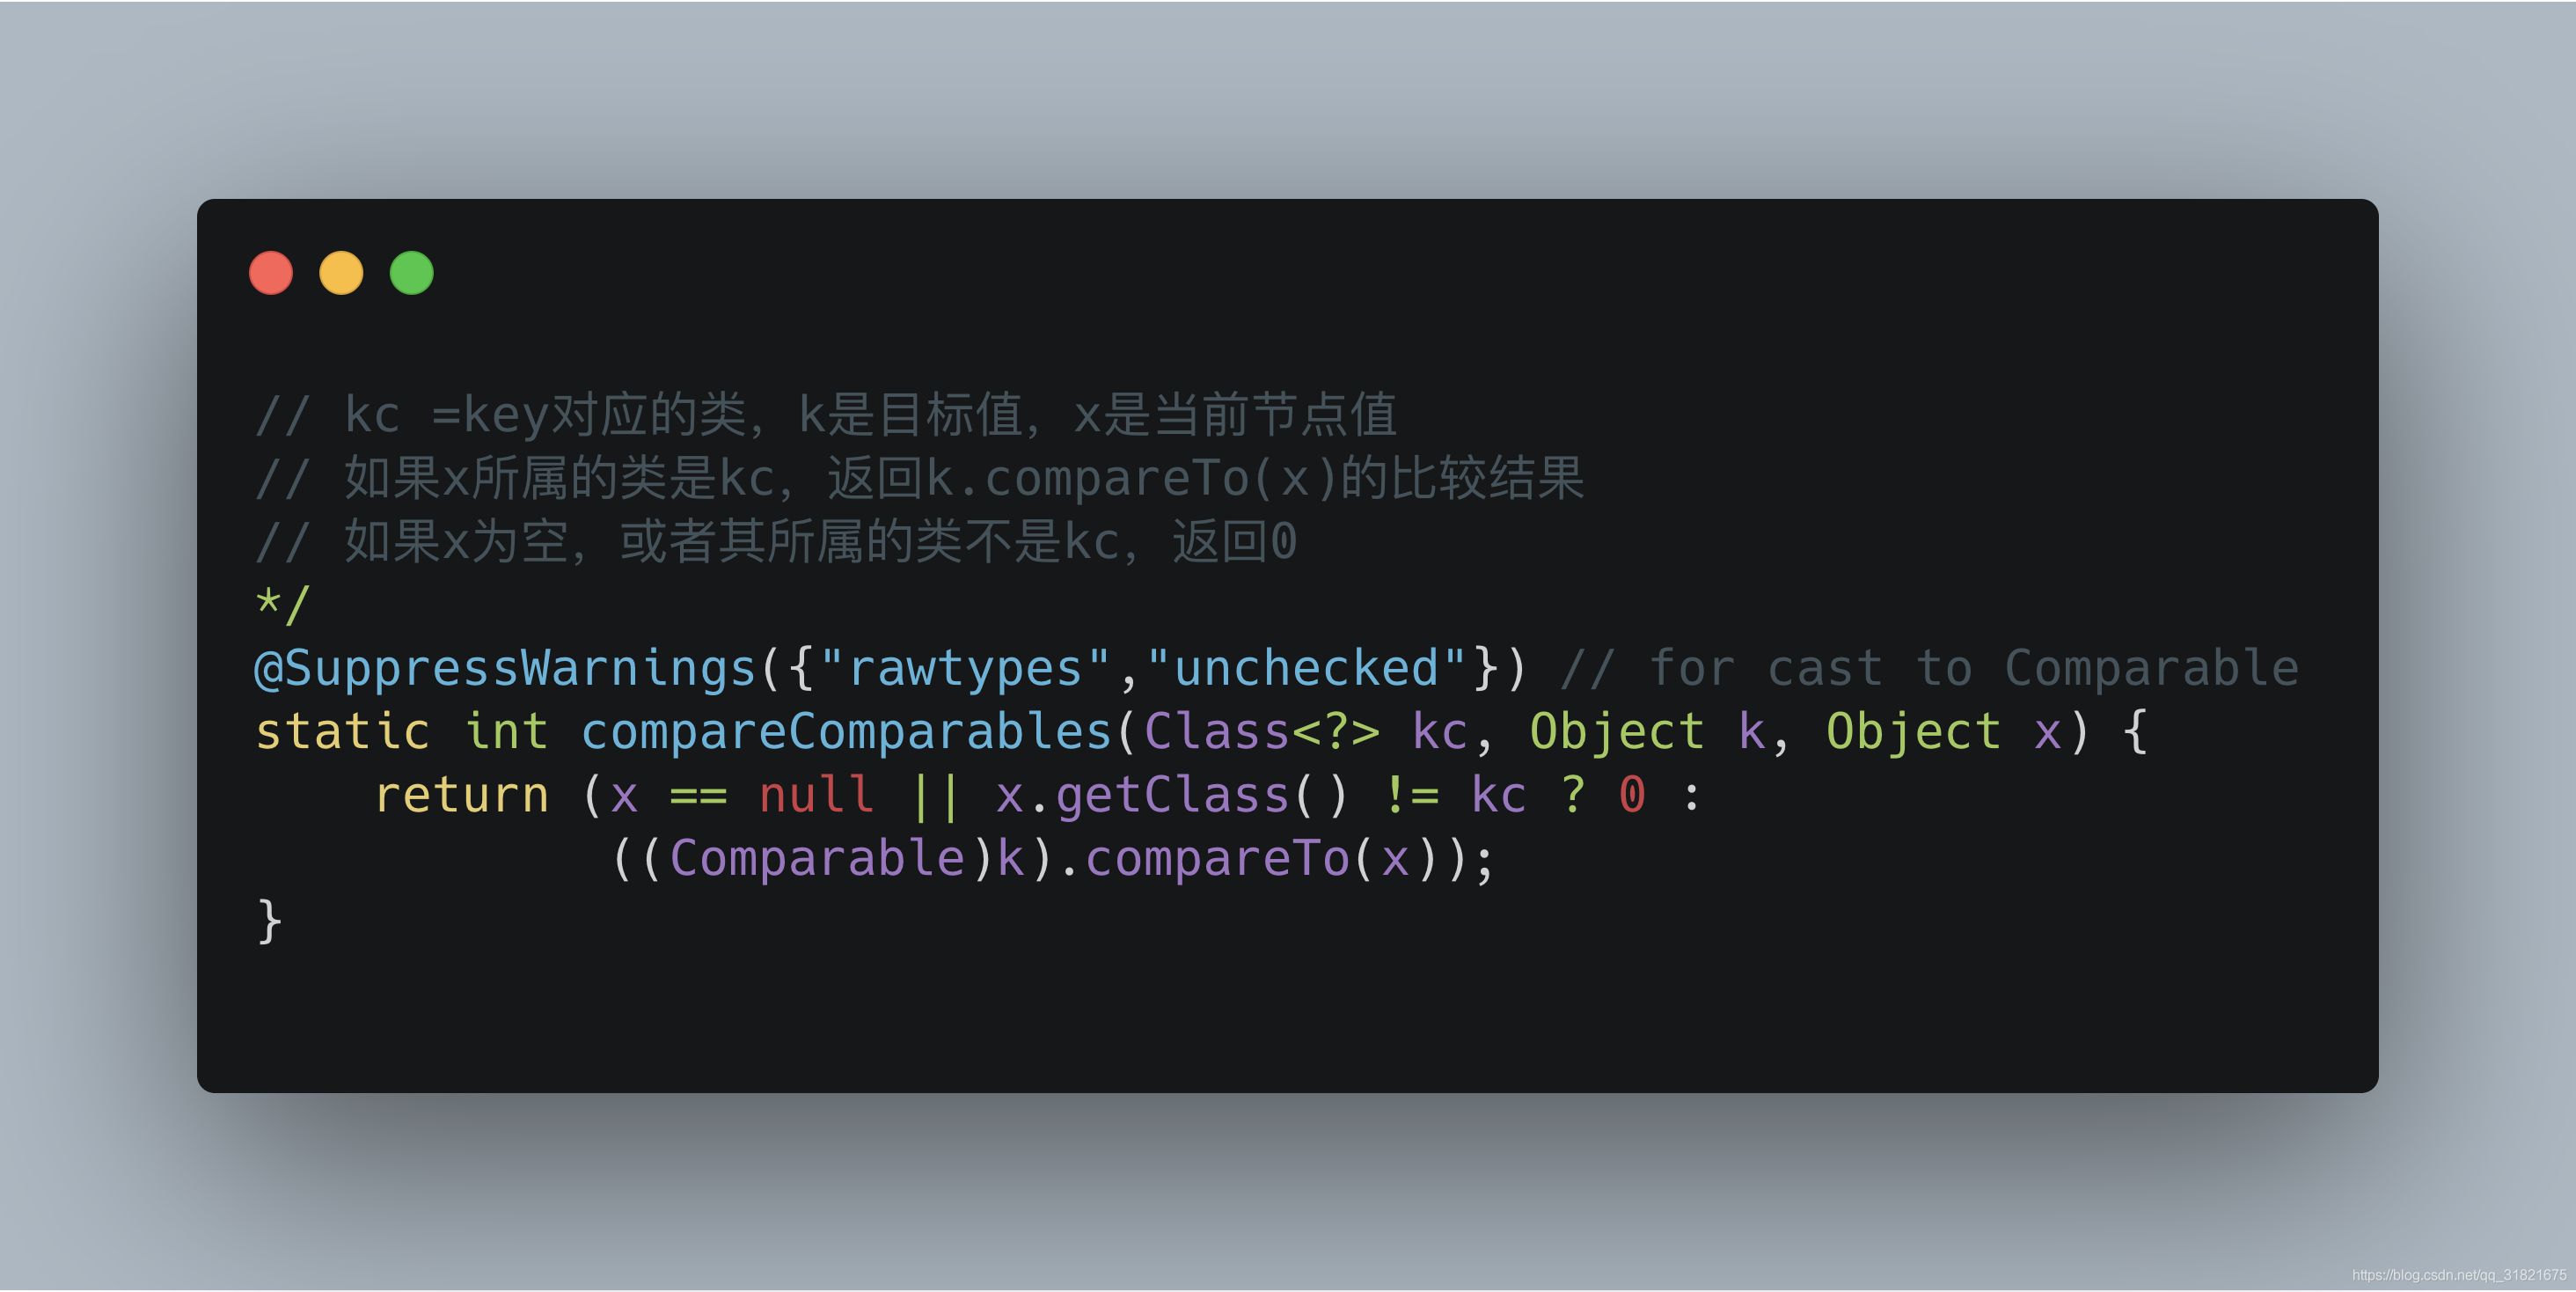 // kc =key对应的类，k是目标值，x是当前节点值
// 如果x所属的类是kc，返回k.compareTo(x)的比较结果
// 如果x为空，或者其所属的类不是kc，返回0
*/
@SuppressWarnings({"rawtypes","unchecked"}) // for cast to Comparable
static int compareComparables(Class<?> kc, Object k, Object x) {
    return (x == null || x.getClass() != kc ? 0 :
            ((Comparable)k).compareTo(x));
}
https://blog.csdn.net/qq_31821675